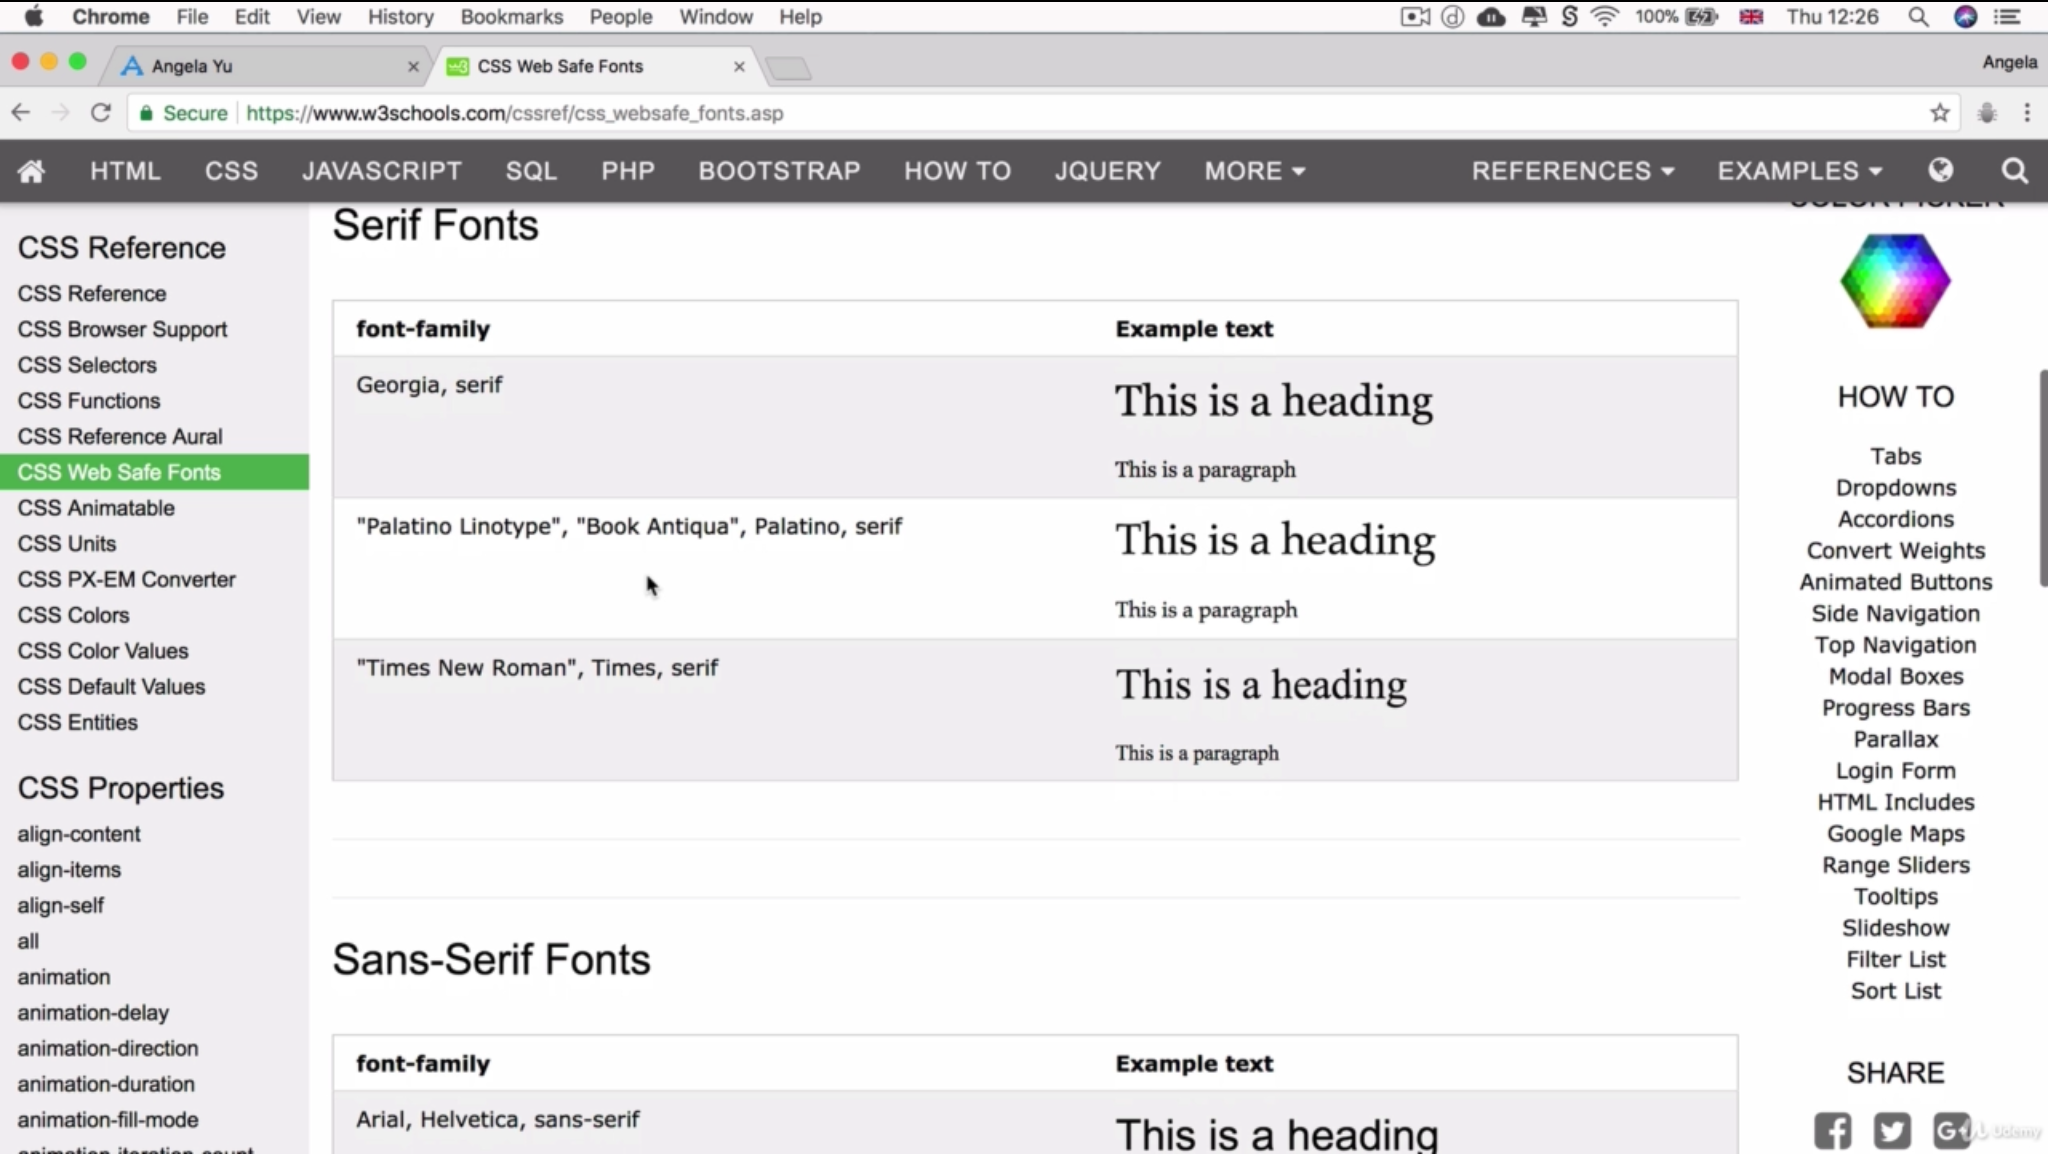 Chrome File Edit View History Bookmarks People Window Help 100% Thu 12:26
Angela Yu CSS Web Safe Fonts Angela
Secure https://www.w3schools.com/cssref/css_websafe_fonts.asp
HTML CSS JAVASCRIPT SQL PHP BOOTSTRAP HOW TO JQUERY MORE REFERENCES EXAMPLES
CSS Reference
CSS Reference
CSS Browser Support
CSS Selectors
CSS Functions
CSS Reference Aural
CSS Web Safe Fonts
CSS Animatable
CSS Units
CSS PX-EM Converter
CSS Colors
CSS Color Values
CSS Default Values
CSS Entities
CSS Properties
align-content
align-items
align-self
all
animation
animation-delay
animation-direction
animation-duration
animation-fill-mode
animation-iteration-count
Serif Fonts
font-family Example text
Georgia, serif
This is a heading
This is a paragraph
"Palatino Linotype", "Book Antiqua", Palatino, serif
This is a heading
This is a paragraph
"Times New Roman", Times, serif
This is a heading
This is a paragraph
Sans-Serif Fonts
font-family Example text
Arial, Helvetica, sans-serif
This is a heading
COLOR PICKER
HOW TO
Tabs
Dropdowns
Accordions
Convert Weights
Animated Buttons
Side Navigation
Top Navigation
Modal Boxes
Progress Bars
Parallax
Login Form
HTML Includes
Google Maps
Range Sliders
Tooltips
Slideshow
Filter List
Sort List
SHARE
Udemy